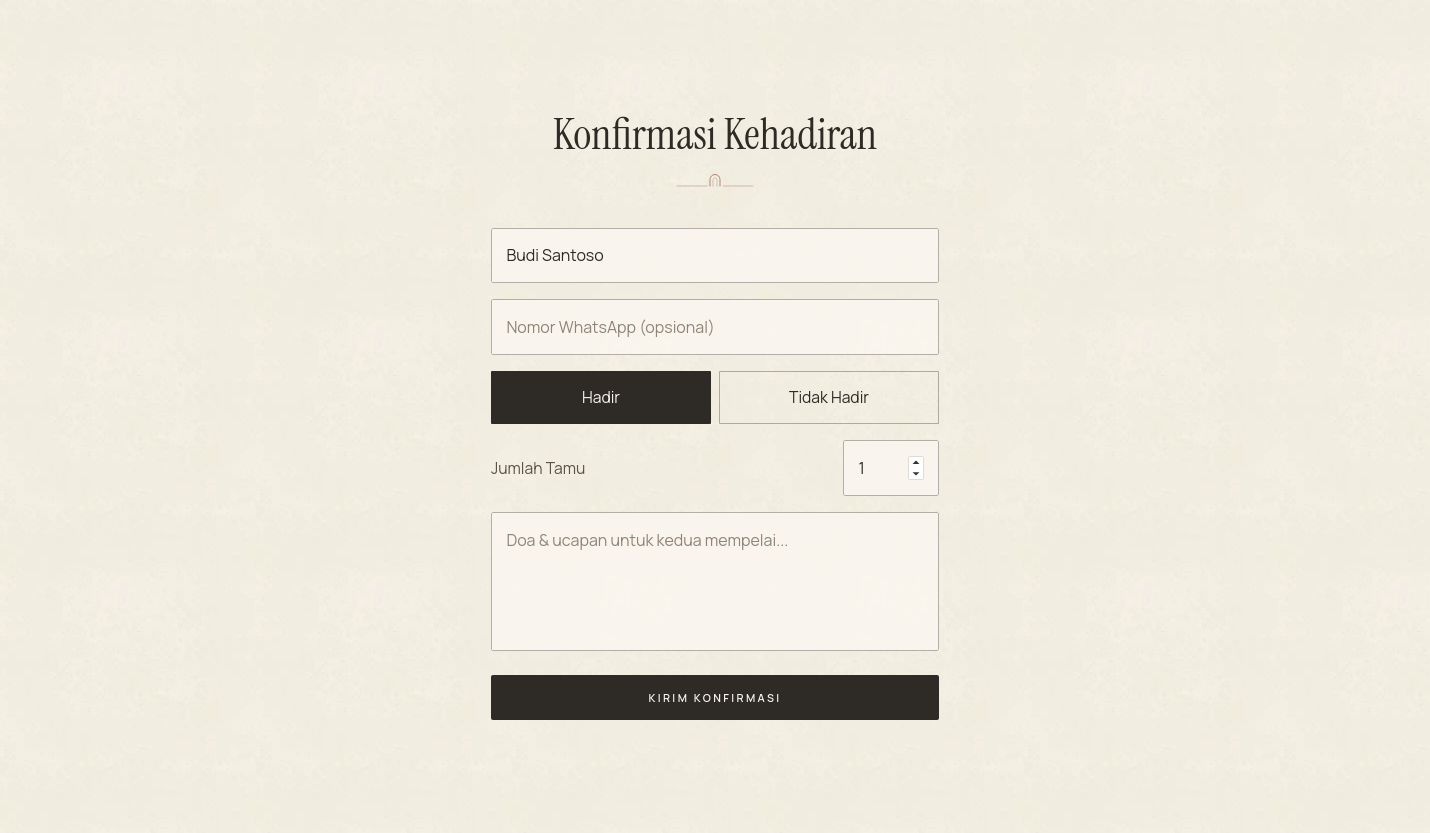 Konfirmasi Kehadiran
Budi Santoso
Nomor WhatsApp (opsional)
Hadir
Tidak Hadir
Jumlah Tamu
1
Doa & ucapan untuk kedua mempelai...
KIRIM KONFIRMASI